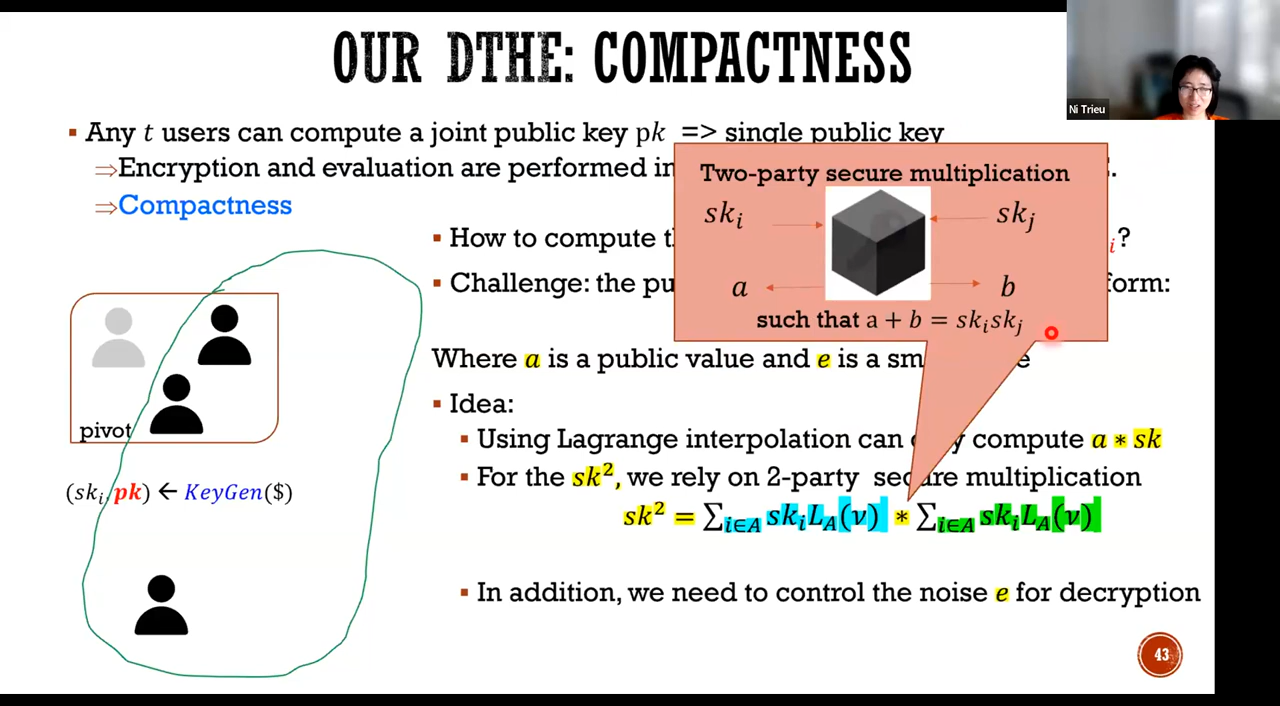 OUR DTHE: COMPACTNESS
Ni Trieu
▪ Any t users can compute a joint public key pk => single public key
⇒Encryption and evaluation are performed in
⇒Compactness
Two-party secure multiplication
sk_i
sk_j
a
b
such that a + b = sk_i sk_j
▪ How to compute t
_i?
▪ Challenge: the pu
form:
Where a is a public value and e is a sm
▪ Idea:
▪ Using Lagrange interpolation can compute a * sk
▪ For the sk², we rely on 2-party secure multiplication
sk² = ∑_{i∈A} sk_i L_A(v) * ∑_{i∈A} sk_i L_A(v)
▪ In addition, we need to control the noise e for decryption
pivot
(sk_i, pk) ← KeyGen($)
43